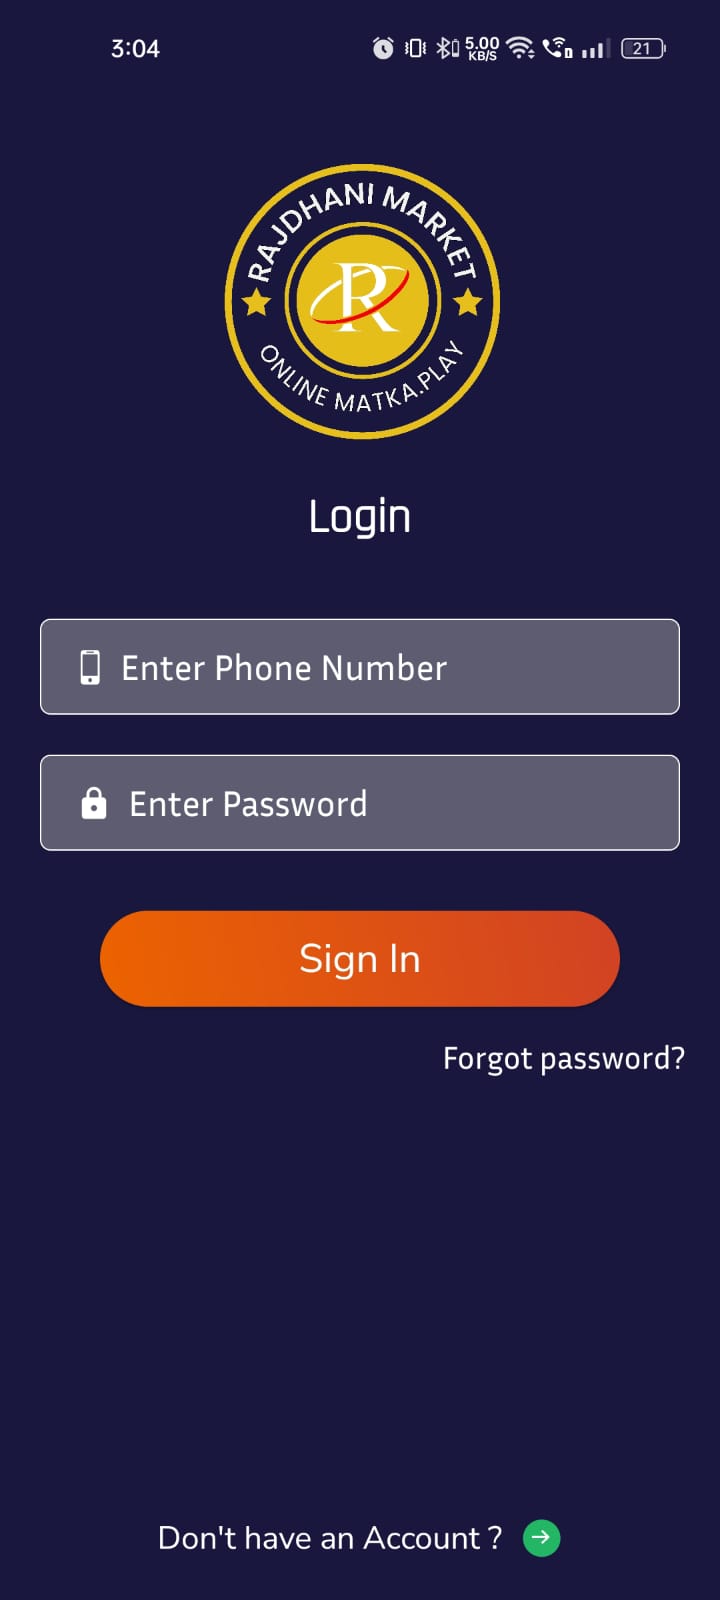 3:04
5.00
KB/S
21
RAJDHANI MARKET
R
ONLINE MATKA.PLAY
Login
Enter Phone Number
Enter Password
Sign In
Forgot password?
Don't have an Account ?